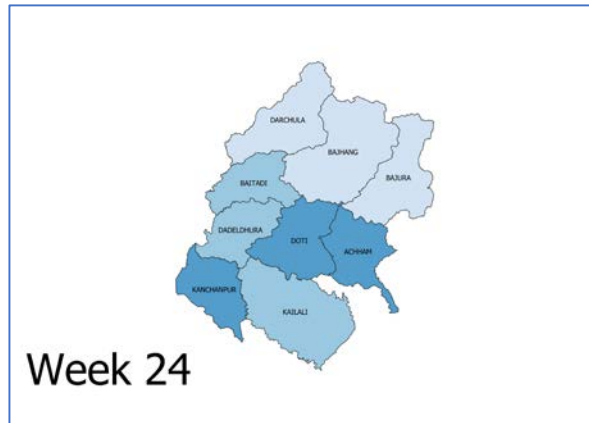 DARCHULA
BAJHANG
BAJURA
BAITADI
DADELDHURA
DOTI
ACHHAM
KANCHANPUR
KAILALI
Week 24